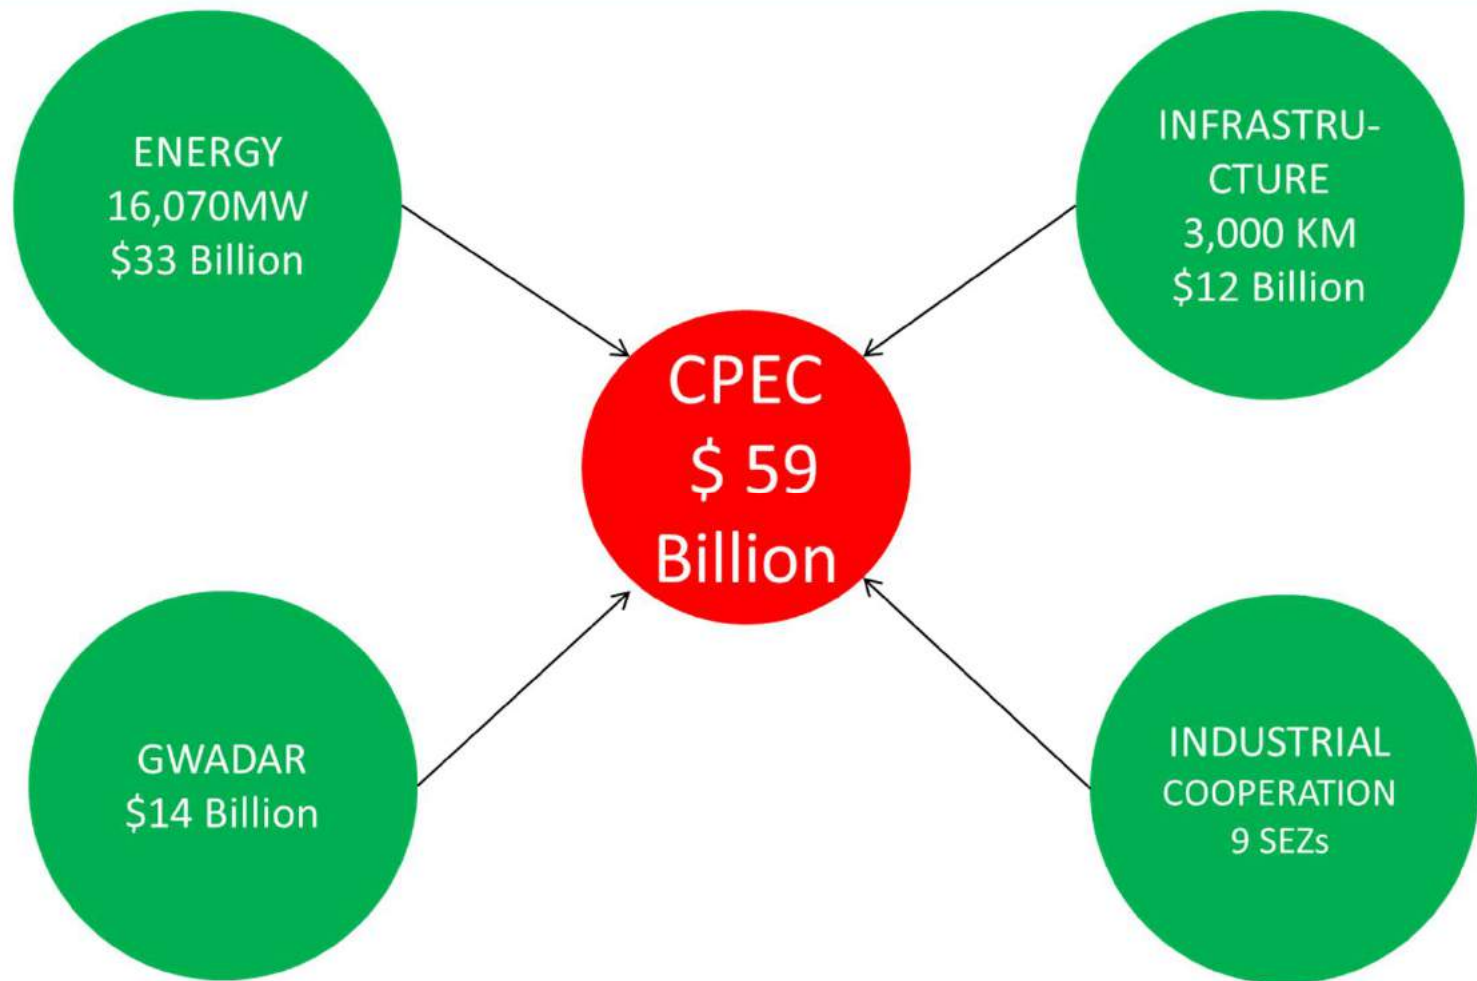 ENERGY
16,070MW
$33 Billion
INFRASTRU-
CTURE
3,000 KM
$12 Billion
CPEC
$ 59
Billion
GWADAR
$14 Billion
INDUSTRIAL
COOPERATION
9 SEZs